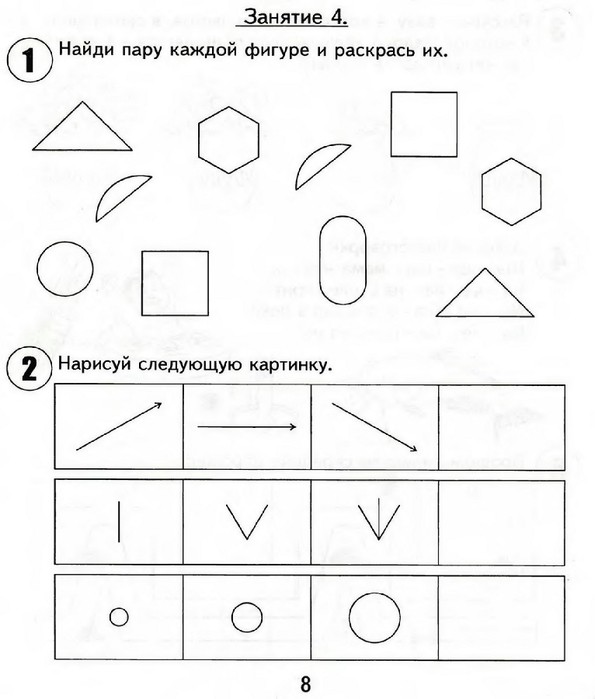 Занятие 4.
1 Найди пару каждой фигуре и раскрась их.
2 Нарисуй следующую картинку.
8